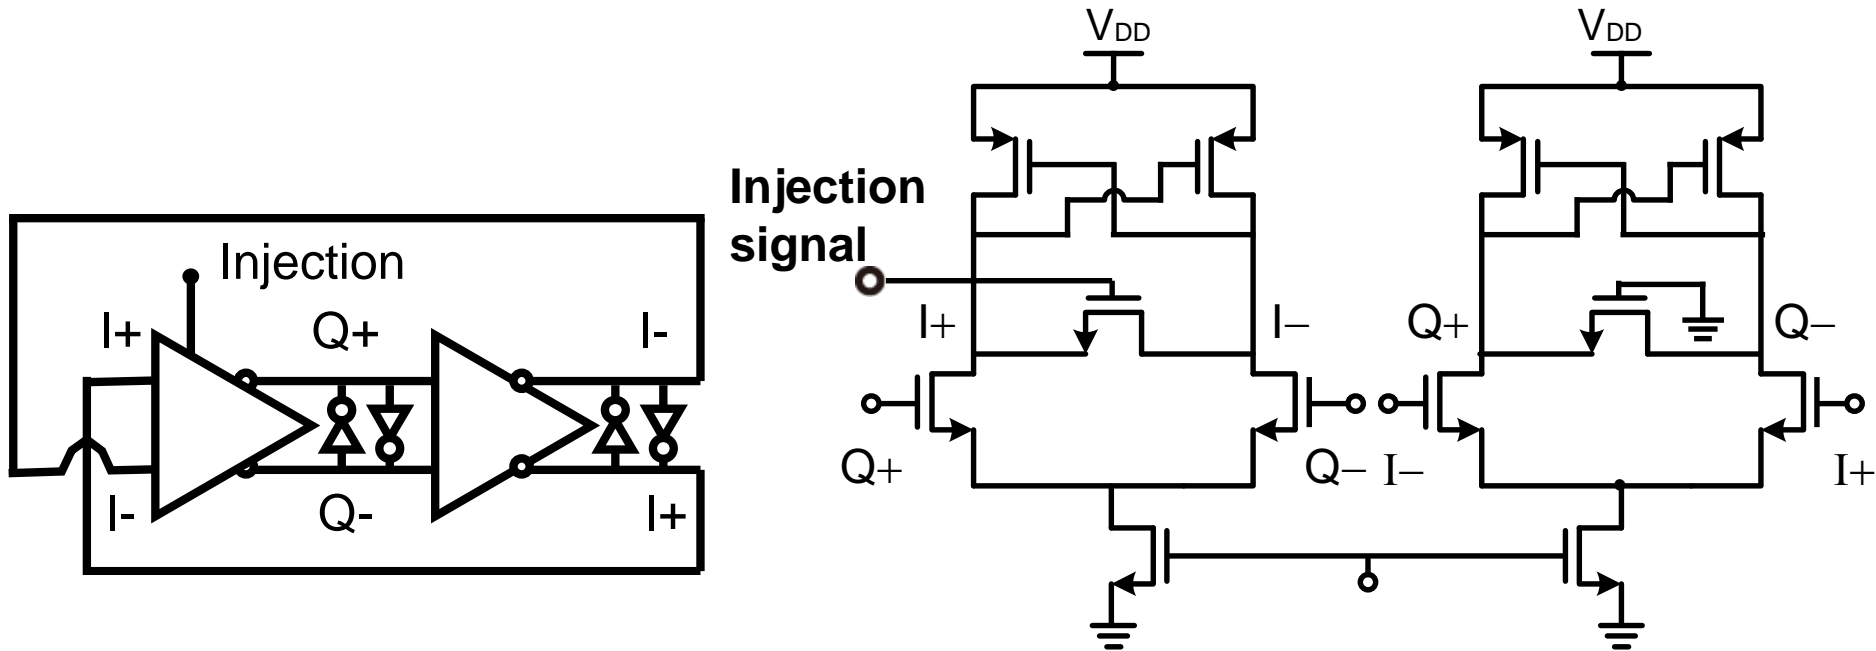 Injection
I+
Q+
I-
I-
Q-
I+
VDD
VDD
Injection
signal
I+
I−
Q+
Q−
Q+
Q−
I−
I+